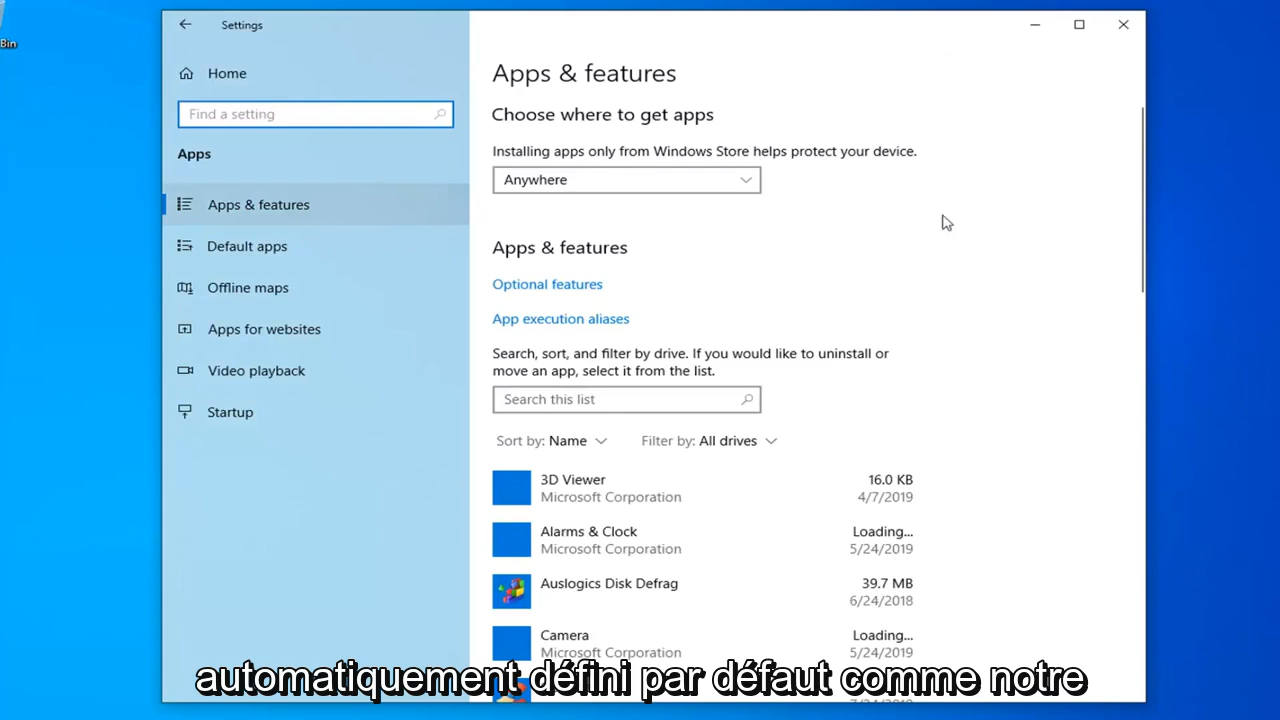 Bin
Settings
Home
Find a setting
Apps
Apps & features
Default apps
Offline maps
Apps for websites
Video playback
Startup
Apps & features
Choose where to get apps
Installing apps only from Windows Store helps protect your device.
Anywhere
Apps & features
Optional features
App execution aliases
Search, sort, and filter by drive. If you would like to uninstall or
move an app, select it from the list.
Search this list
Sort by: Name Filter by: All drives
3D Viewer 16.0 KB
Microsoft Corporation 4/7/2019
Alarms & Clock Loading...
Microsoft Corporation 5/24/2019
Auslogics Disk Defrag 39.7 MB
6/24/2018
Camera Loading...
Microsoft Corporation 5/24/2019
automatiquement défini par défaut comme notre